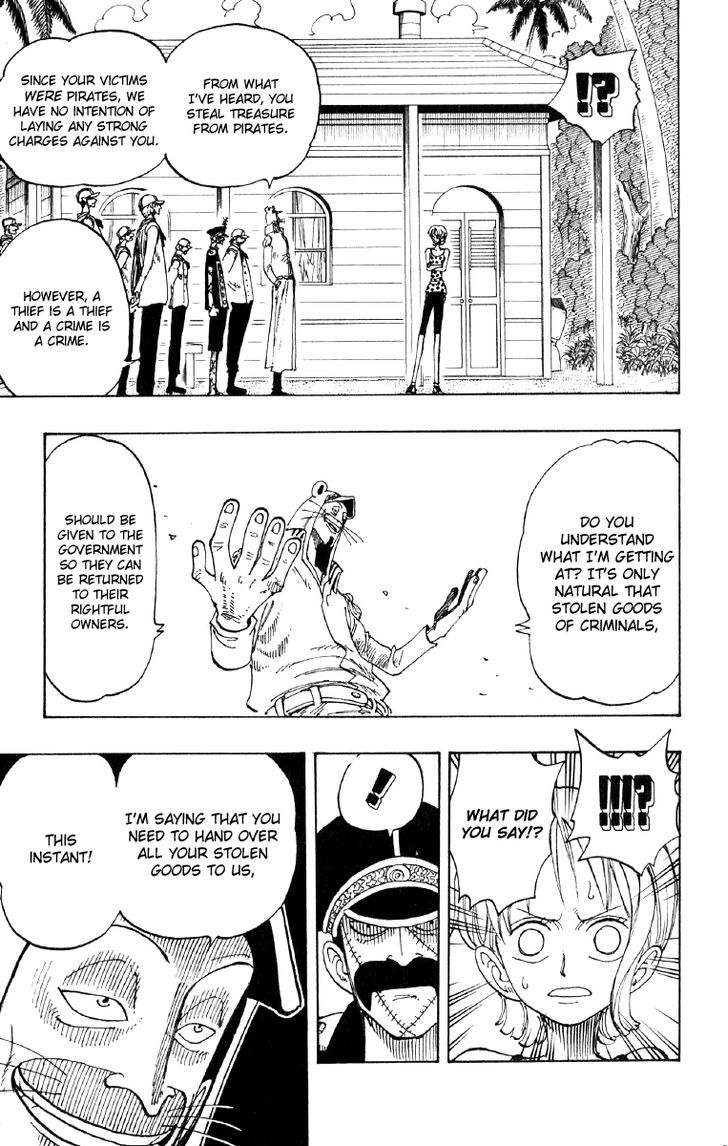 !?
FROM WHAT
I'VE HEARD, YOU
STEAL TREASURE
FROM PIRATES.
SINCE YOUR VICTIMS
WERE PIRATES, WE
HAVE NO INTENTION OF
LAYING ANY STRONG
CHARGES AGAINST YOU.
HOWEVER, A
THIEF IS A THIEF
AND A CRIME IS
A CRIME.
DO YOU
UNDERSTAND
WHAT I'M GETTING
AT? IT'S ONLY
NATURAL THAT
STOLEN GOODS
OF CRIMINALS,
SHOULD BE
GIVEN TO THE
GOVERNMENT
SO THEY CAN
BE RETURNED
TO THEIR
RIGHTFUL
OWNERS.
!!!?
WHAT DID
YOU SAY!?
!
I'M SAYING THAT YOU
NEED TO HAND OVER
ALL YOUR STOLEN
GOODS TO US,
THIS
INSTANT!